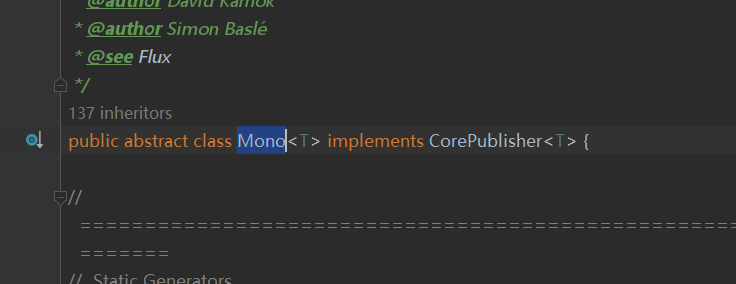 * @author David Karnok
* @author Simon Baslé
* @see Flux
*/
137 inheritors
public abstract class Mono<T> implements CorePublisher<T> {
//
==========================================================
=======
// Static Generators